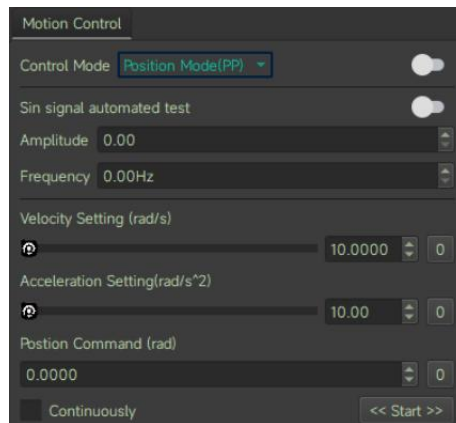 Motion Control
Control Mode Position Mode(PP)
Sin signal automated test
Amplitude 0.00
Frequency 0.00Hz
Velocity Setting (rad/s)
10.0000 0
Acceleration Setting(rad/s^2)
10.00 0
Postion Command (rad)
0.0000 0
Continuously << Start >>